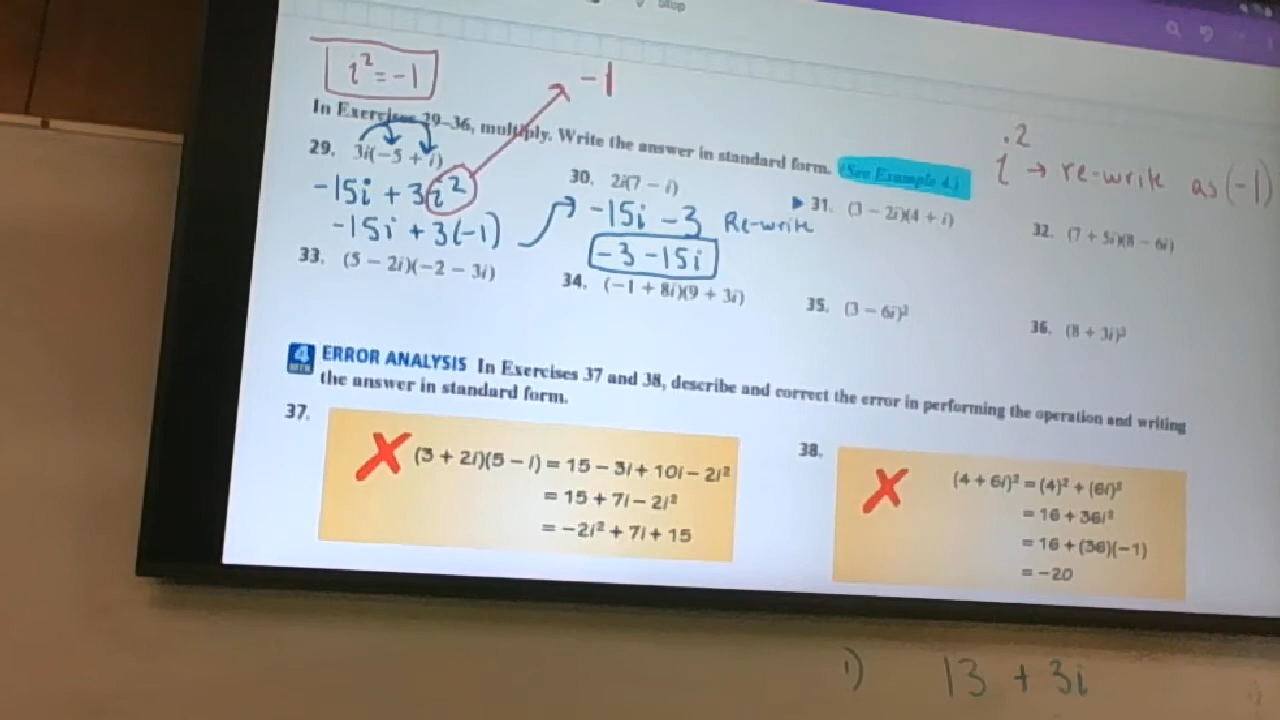 Stop
i² = -1
-1
In Exercises 29–36, multiply. Write the answer in standard form. (See Example 4.)
i² → re-write as (-1)
29. 3i(−5 + i)
-15i + 3i²
-15i + 3(-1)
30. 2i(7 − i)
-15i - 3 Re-write
-3 -15i
31. (3 − 2i)(4 + i)
32. (7 + 5i)(8 − 6i)
33. (5 − 2i)(−2 − 3i)
34. (−1 + 8i)(9 + 3i)
35. (3 − 6i)²
36. (8 + 3i)²
4
ERROR ANALYSIS In Exercises 37 and 38, describe and correct the error in performing the operation and writing
the answer in standard form.
37.
(3 + 2i)(5 − i) = 15 − 3i + 10i − 2i²
= 15 + 7i − 2i²
= −2i² + 7i + 15
38.
(4 + 6i)² = (4)² + (6i)²
= 16 + 36i²
= 16 + (36)(−1)
= −20
1) 13 + 3i